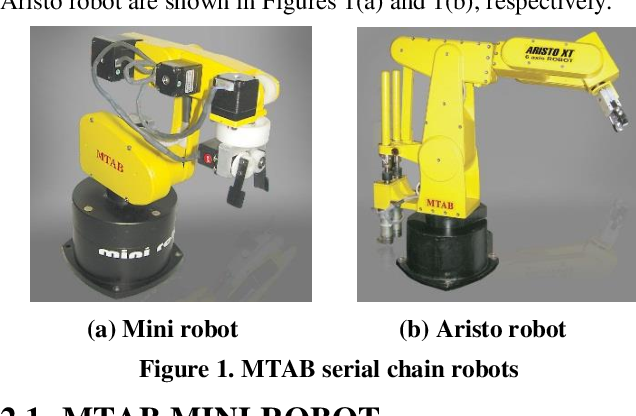 Aristo robot are shown in Figures 1(a) and 1(b), respectively.
MTAB
mini ro
ARISTO XT
6 axis ROBOT
MTAB
(a) Mini robot
(b) Aristo robot
Figure 1. MTAB serial chain robots
2.1 MTAB MINI ROBOT